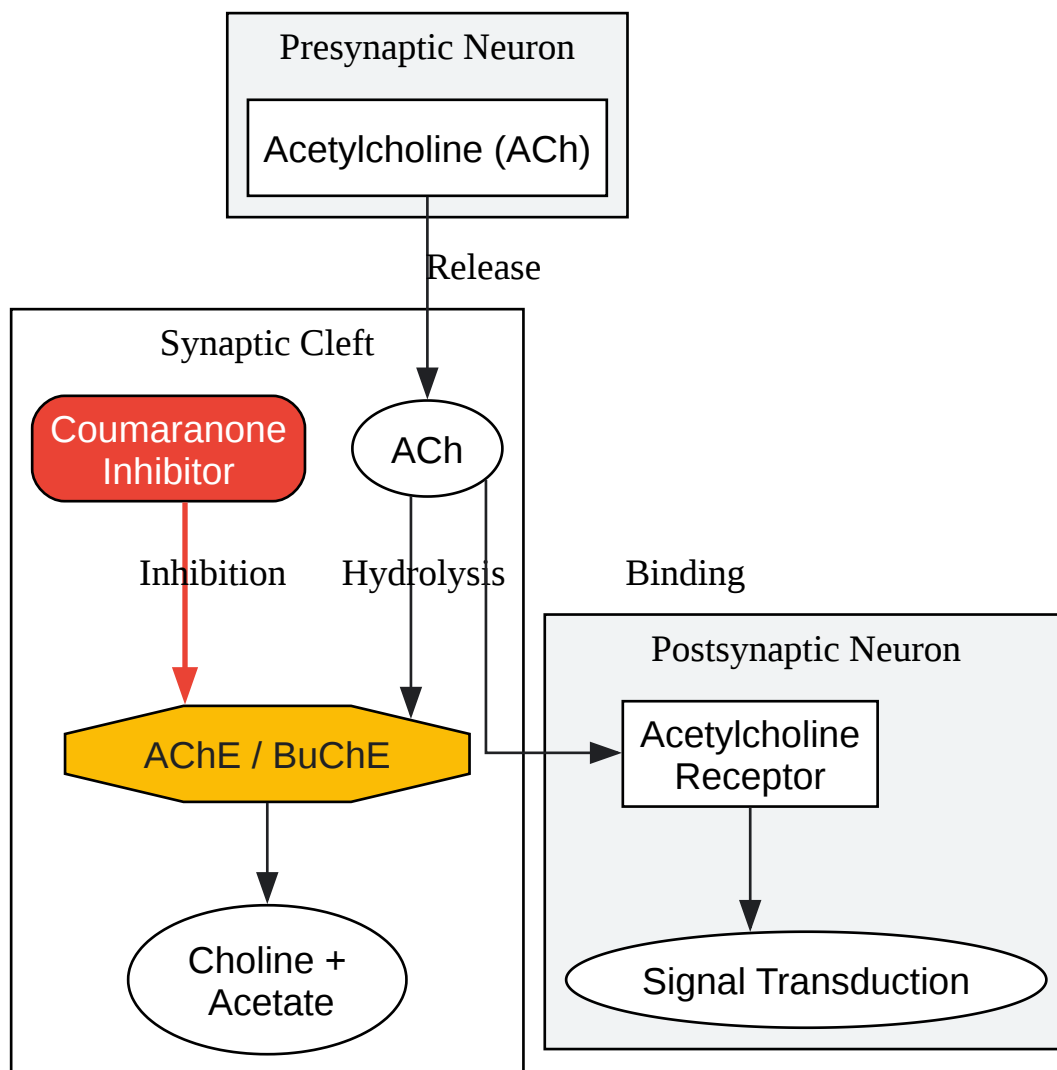 Presynaptic Neuron
Acetylcholine (ACh)
Release
Synaptic Cleft
Coumaranone
Inhibitor
ACh
Inhibition
Hydrolysis
Binding
Postsynaptic Neuron
AChE / BuChE
Acetylcholine
Receptor
Choline +
Acetate
Signal Transduction